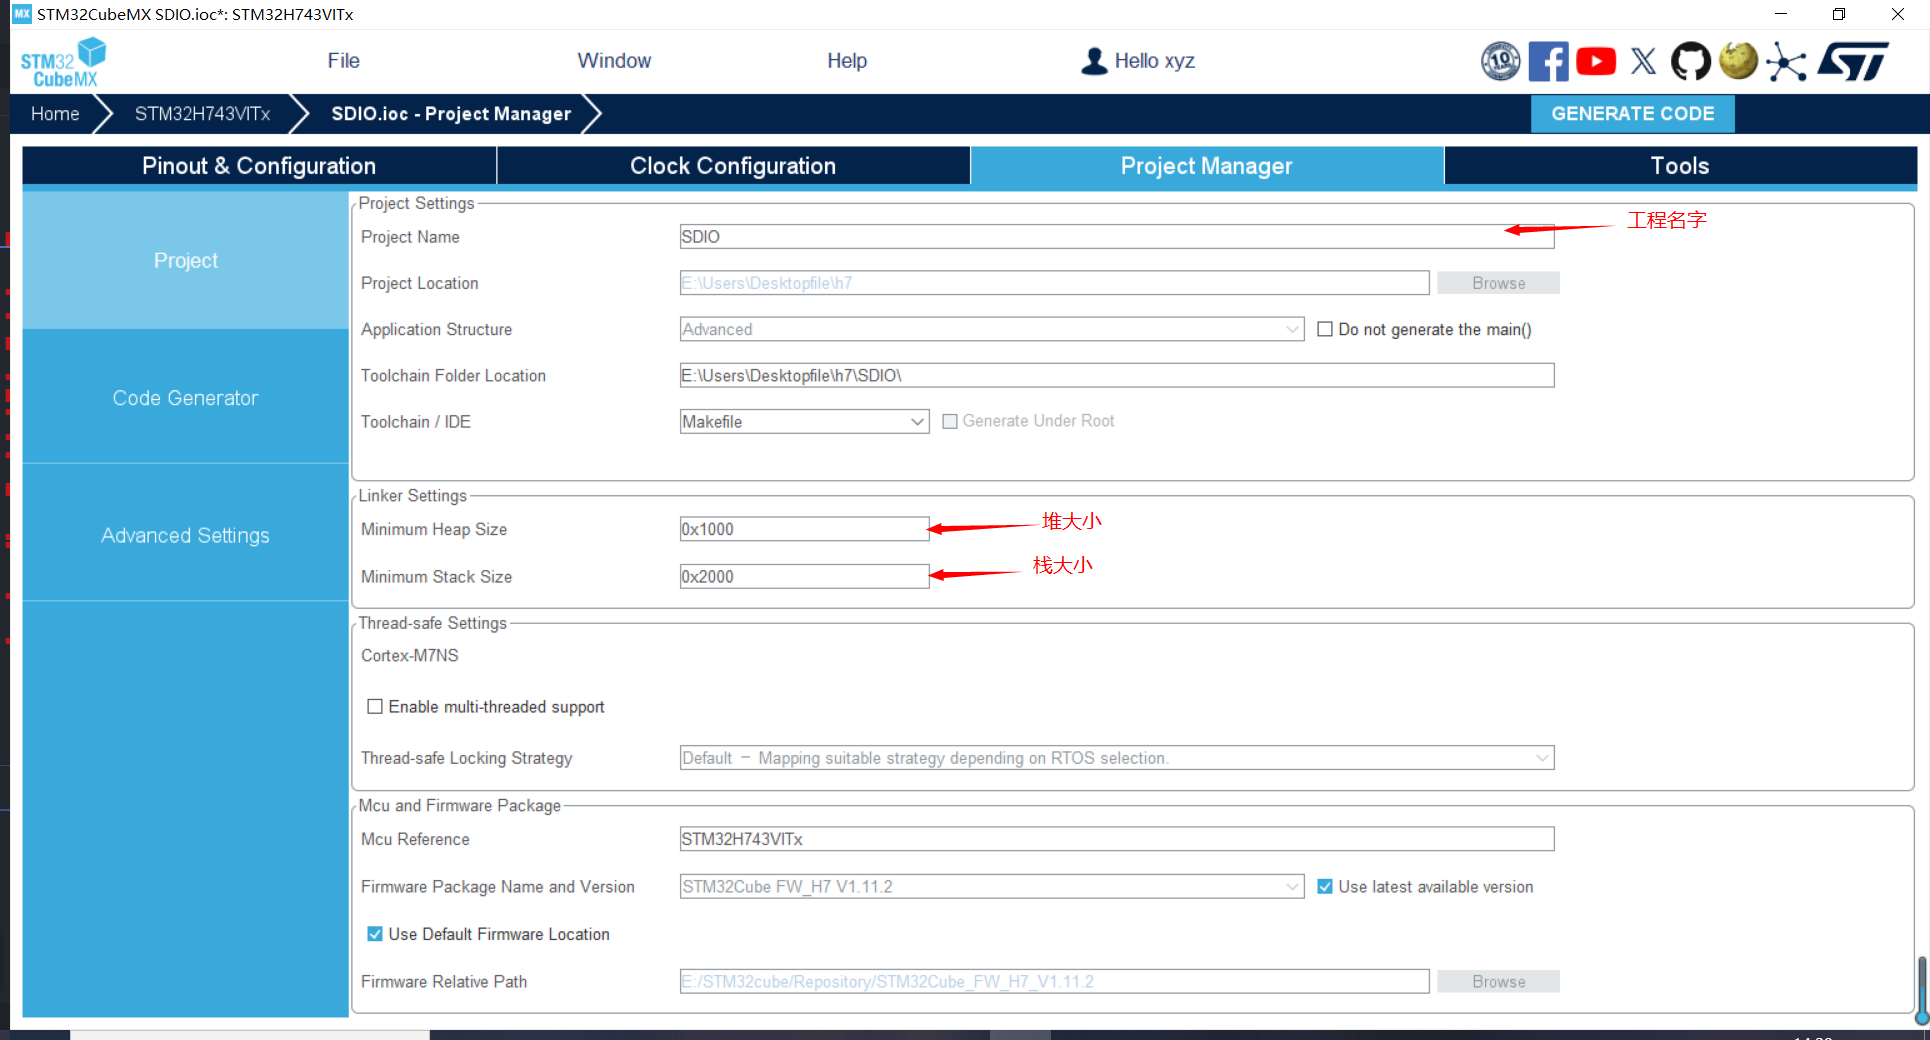 MX STM32CubeMX SDIO.ioc*: STM32H743VITx
STM32 CubeMX
File Window Help Hello xyz
10
Home STM32H743VITx SDIO.ioc - Project Manager GENERATE CODE
Pinout & Configuration Clock Configuration Project Manager Tools
Project
Code Generator
Advanced Settings
Project Settings
Project Name SDIO 工程名字
Project Location E:\Users\Desktopfile\h7 Browse
Application Structure Advanced Do not generate the main()
Toolchain Folder Location E:\Users\Desktopfile\h7\SDIO\
Toolchain / IDE Makefile Generate Under Root
Linker Settings
Minimum Heap Size 0x1000 堆大小
Minimum Stack Size 0x2000 栈大小
Thread-safe Settings
Cortex-M7NS
Enable multi-threaded support
Thread-safe Locking Strategy Default － Mapping suitable strategy depending on RTOS selection.
Mcu and Firmware Package
Mcu Reference STM32H743VITx
Firmware Package Name and Version STM32Cube FW_H7 V1.11.2 Use latest available version
Use Default Firmware Location
Firmware Relative Path E:/STM32cube/Repository/STM32Cube_FW_H7_V1.11.2 Browse